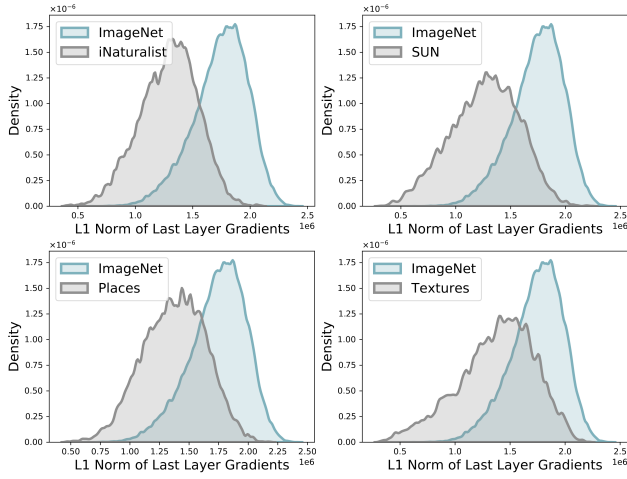 ×10⁻⁶
ImageNet
iNaturalist
1.75
1.50
1.25
1.00
0.75
0.50
0.25
0.00
Density
0.5 1.0 1.5 2.0 2.5
L1 Norm of Last Layer Gradients
1e6
×10⁻⁶
ImageNet
SUN
1.75
1.50
1.25
1.00
0.75
0.50
0.25
0.00
Density
0.5 1.0 1.5 2.0 2.5
L1 Norm of Last Layer Gradients
1e6
×10⁻⁶
ImageNet
Places
1.75
1.50
1.25
1.00
0.75
0.50
0.25
0.00
Density
0.50 0.75 1.00 1.25 1.50 1.75 2.00 2.25 2.50
L1 Norm of Last Layer Gradients
1e6
×10⁻⁶
ImageNet
Textures
1.75
1.50
1.25
1.00
0.75
0.50
0.25
0.00
Density
0.5 1.0 1.5 2.0 2.5
L1 Norm of Last Layer Gradients
1e6